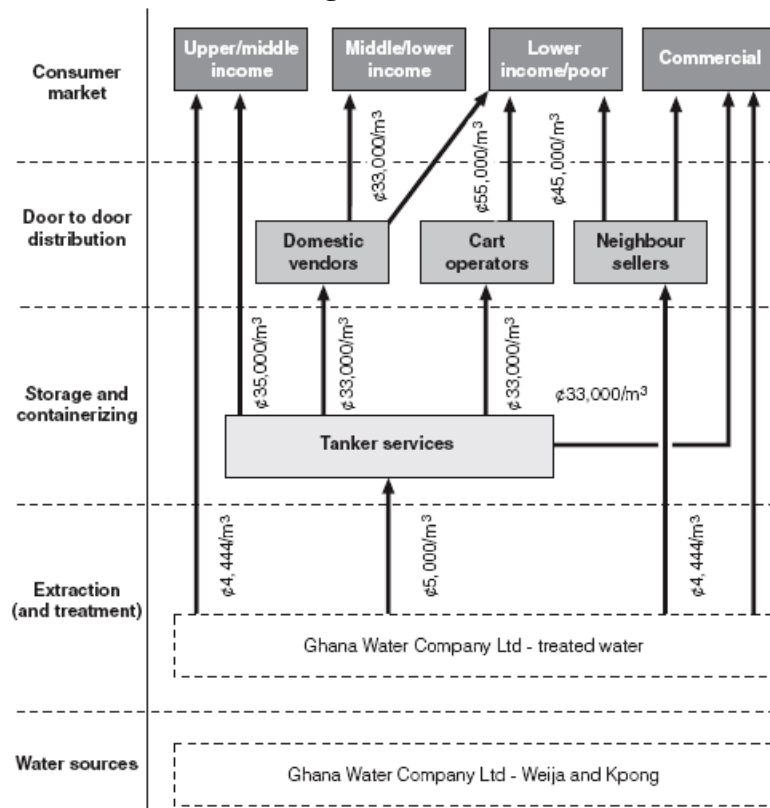 Upper/middle
income
Middle/lower
income
Lower
income/poor
Commercial
Consumer
market
¢33,000/m³
¢55,000/m³
¢45,000/m³
Door to door
distribution
Domestic
vendors
Cart
operators
Neighbour
sellers
¢35,000/m³
¢33,000/m³
¢33,000/m³
¢33,000/m³
Storage and
containerizing
Tanker services
¢4,444/m³
¢5,000/m³
¢4,444/m³
Extraction
(and treatment)
Ghana Water Company Ltd - treated water
Water sources
Ghana Water Company Ltd - Weija and Kpong